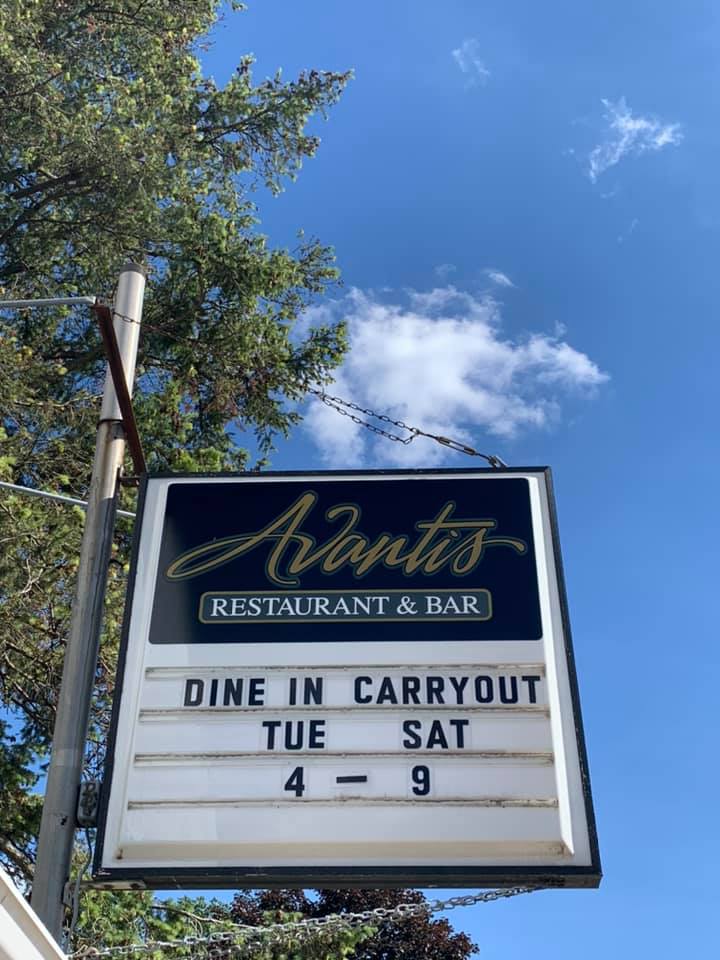 Avantis
RESTAURANT & BAR
DINE IN CARRYOUT
TUE SAT
4 - 9